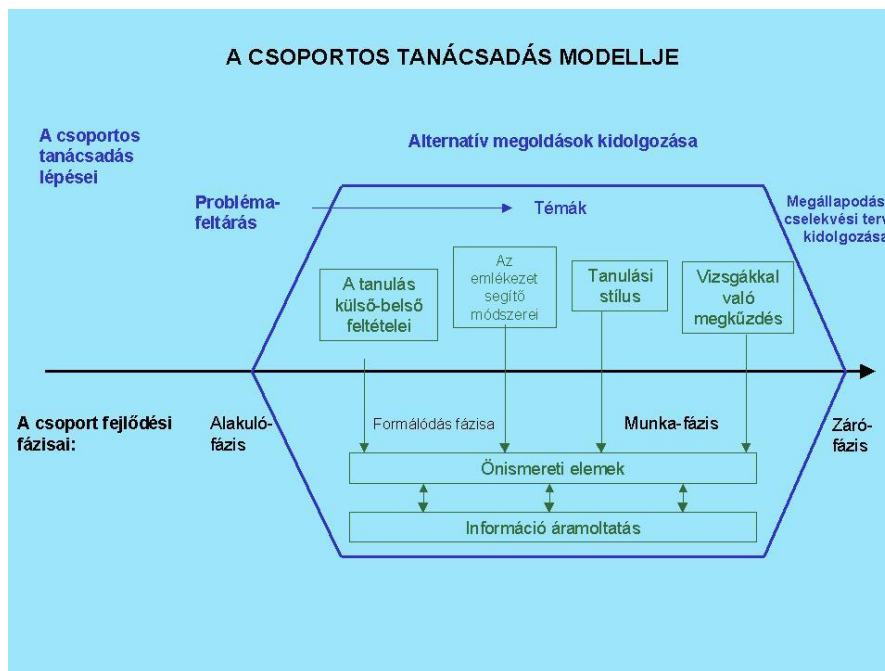 A CSOPORTOS TANÁCSADÁS MODELLJE
A csoportos
tanácsadás
lépései
Alternatív megoldások kidolgozása
Probléma-
feltárás
Témák
Megállapodás
cselekvési terv
kidolgozása
A tanulás
külső-belső
feltételei
Az
emlékezet
segítő
módszerei
Tanulási
stílus
Vizsgákkal
való
megkűzdés
A csoport fejlődési
fázisai:
Alakuló-
fázis
Formálódás fázisa
Munka-fázis
Záró-
fázis
Önismereti elemek
Információ áramoltatás